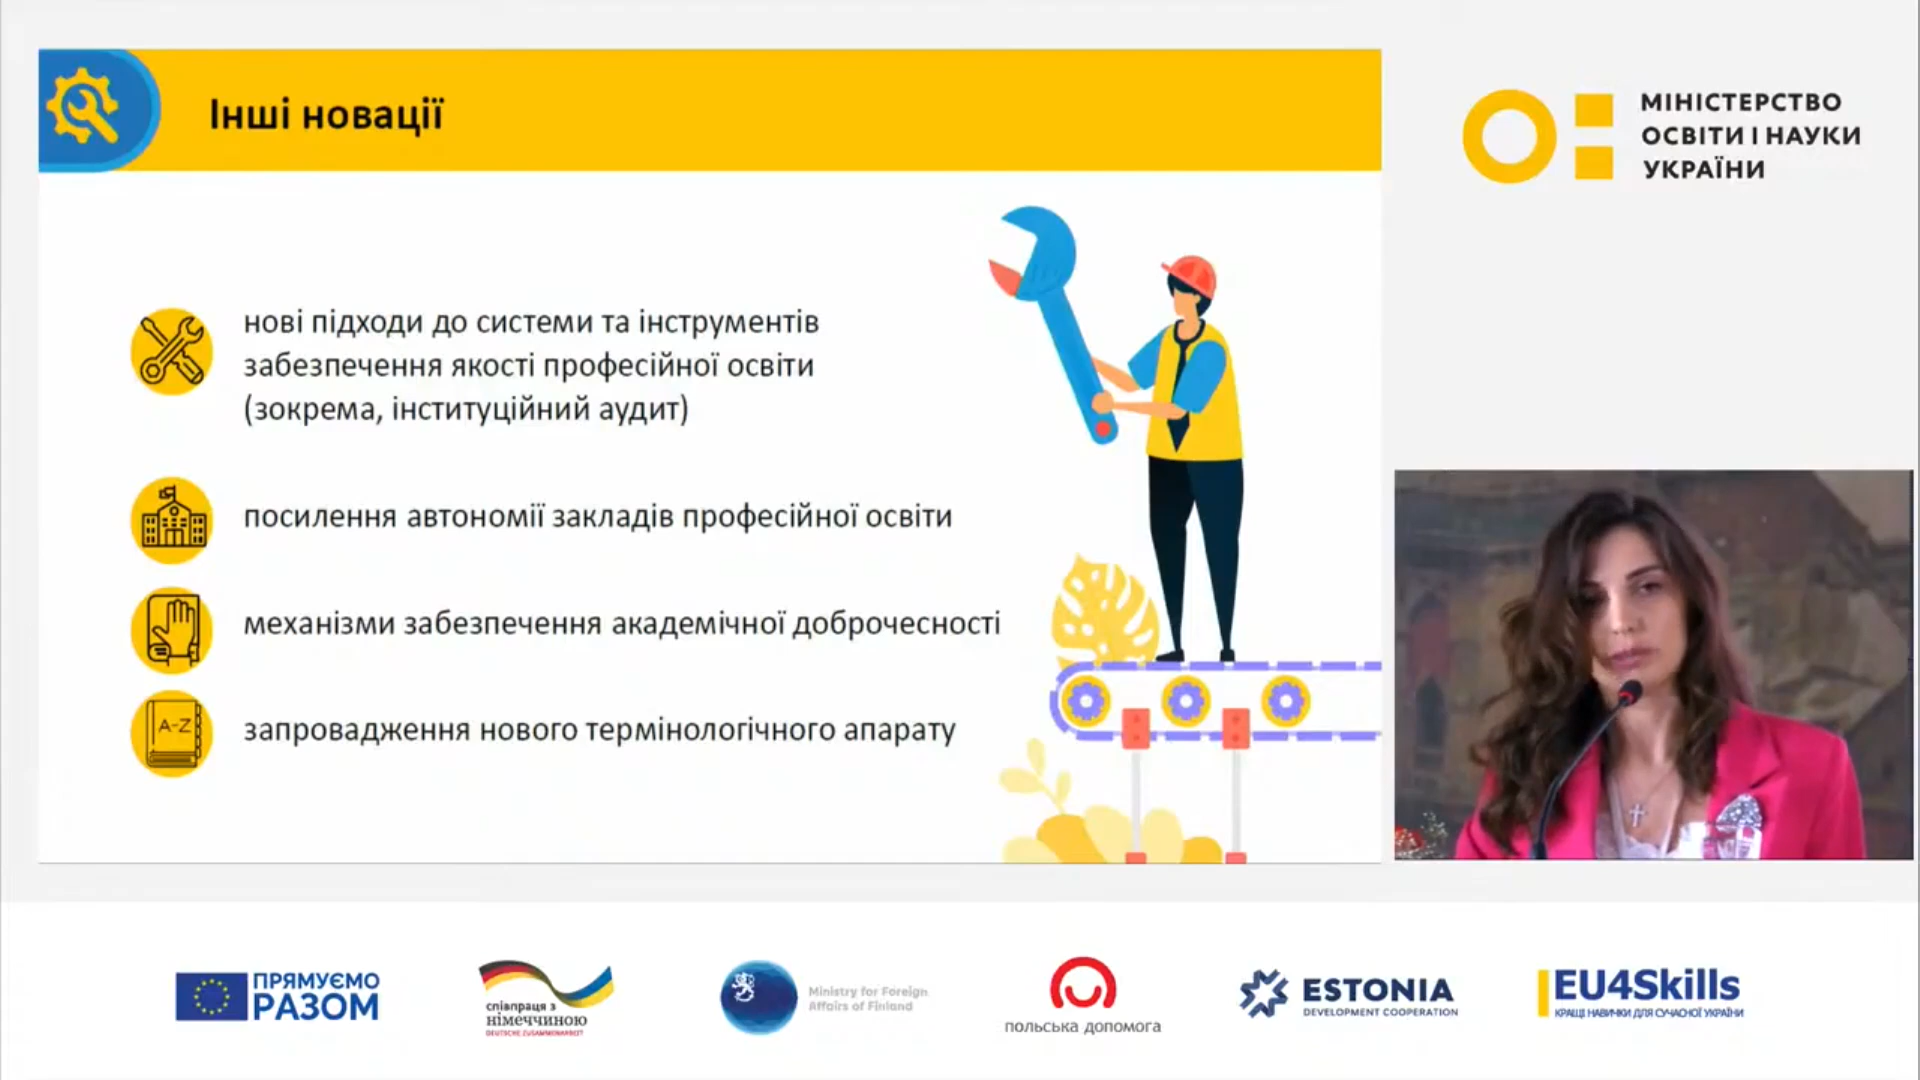 Інші новації
нові підходи до системи та інструментів
забезпечення якості професійної освіти
(зокрема, інституційний аудит)
посилення автономії закладів професійної освіти
механізми забезпечення академічної доброчесності
A-Z
запровадження нового термінологічного апарату
МІНІСТЕРСТВО
ОСВІТИ І НАУКИ
УКРАЇНИ
ПРЯМУЄМО
РАЗОМ
співпраця з
німеччиною
DEUTSCHE ZUSAMMENARBEIT
Ministry for Foreign
Affairs of Finland
польська допомога
ESTONIA
DEVELOPMENT COOPERATION
EU4Skills
КРАЩІ НАВИЧКИ ДЛЯ СУЧАСНОЇ УКРАЇНИ